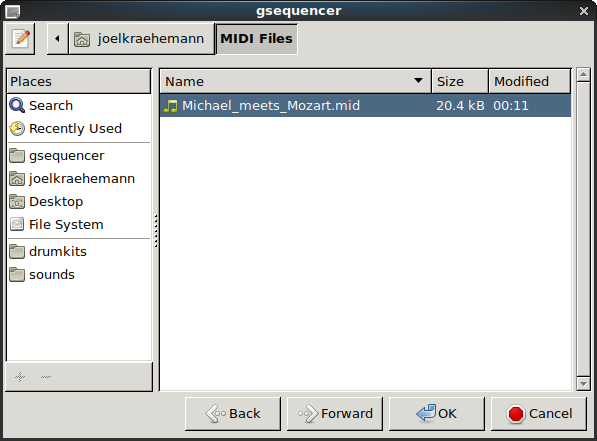 gsequencer
joelkraehemann MIDI Files
Places
Search
Recently Used
gsequencer
joelkraehemann
Desktop
File System
drumkits
sounds
Name Size Modified
Michael_meets_Mozart.mid 20.4 kB 00:11
Back Forward OK Cancel